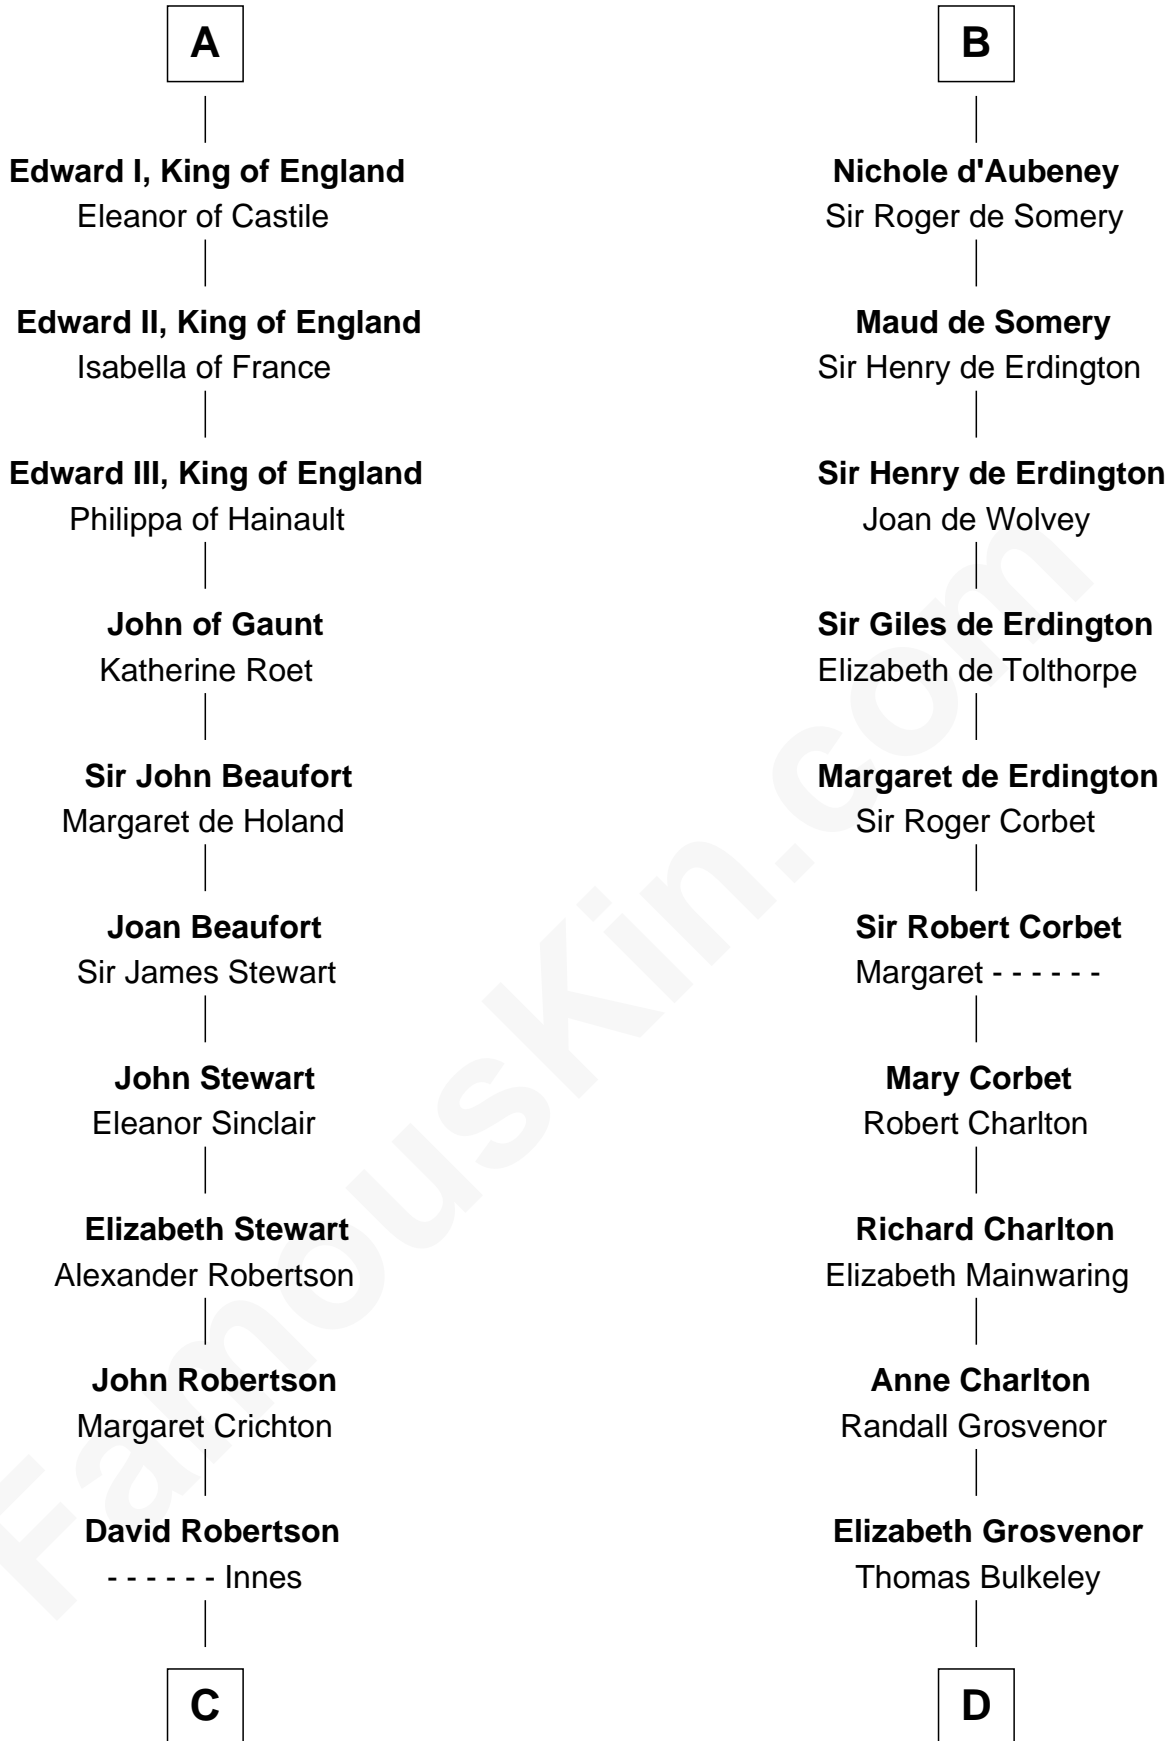 A
Edward I, King of England
Eleanor of Castile
Edward II, King of England
Isabella of France
Edward III, King of England
Philippa of Hainault
John of Gaunt
Katherine Roet
Sir John Beaufort
Margaret de Holand
Joan Beaufort
Sir James Stewart
John Stewart
Eleanor Sinclair
Elizabeth Stewart
Alexander Robertson
John Robertson
Margaret Crichton
David Robertson
- - - - - - Innes
C
B
Nichole d'Aubeney
Sir Roger de Somery
Maud de Somery
Sir Henry de Erdington
Sir Henry de Erdington
Joan de Wolvey
Sir Giles de Erdington
Elizabeth de Tolthorpe
Margaret de Erdington
Sir Roger Corbet
Sir Robert Corbet
Margaret - - - - - -
Mary Corbet
Robert Charlton
Richard Charlton
Elizabeth Mainwaring
Anne Charlton
Randall Grosvenor
Elizabeth Grosvenor
Thomas Bulkeley
D
FamousKin.com